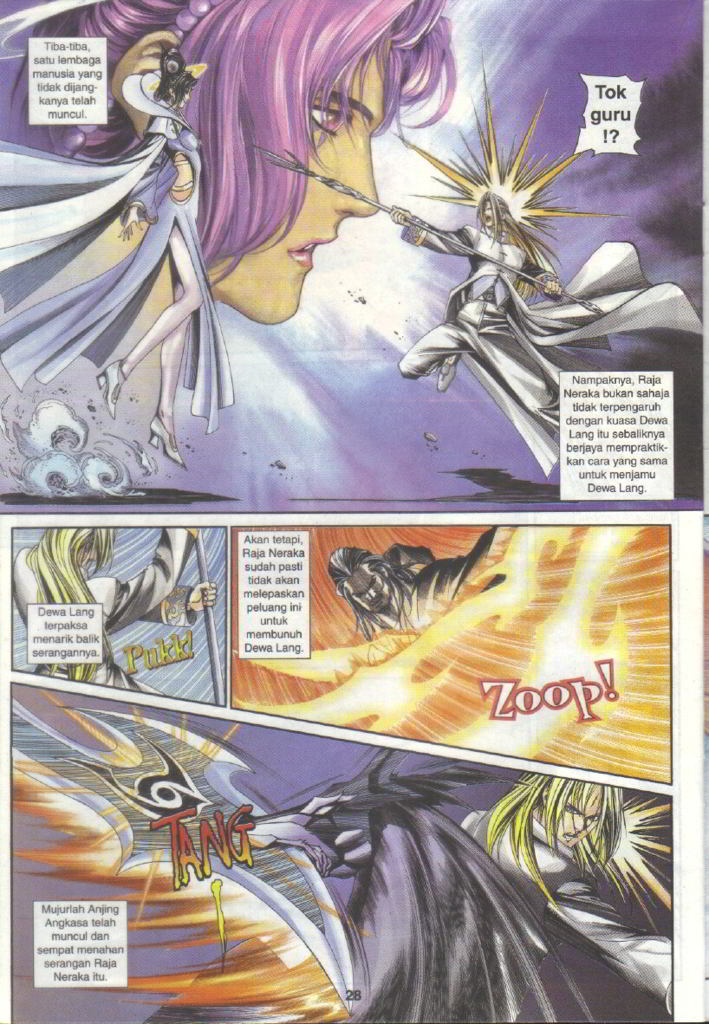 Tiba-tiba,
satu lembaga
manusia yang
tidak dijang-
kanya telah
muncul.
Tok
guru
!?
Nampaknya, Raja
Neraka bukan sahaja
tidak terpengaruh
dengan kuasa Dewa
Lang itu sebaliknya
berjaya mempraktik-
kan cara yang sama
untuk menjamu
Dewa Lang.
Dewa Lang
terpaksa
menarik balik
serangannya.
Pukk!
Akan tetapi,
Raja Neraka
sudah pasti
tidak akan
melepaskan
peluang ini
untuk
membunuh
Dewa Lang.
Zoop!
TANG
!
Mujurlah Anjing
Angkasa telah
muncul dan
sempat menahan
serangan Raja
Neraka itu.
28